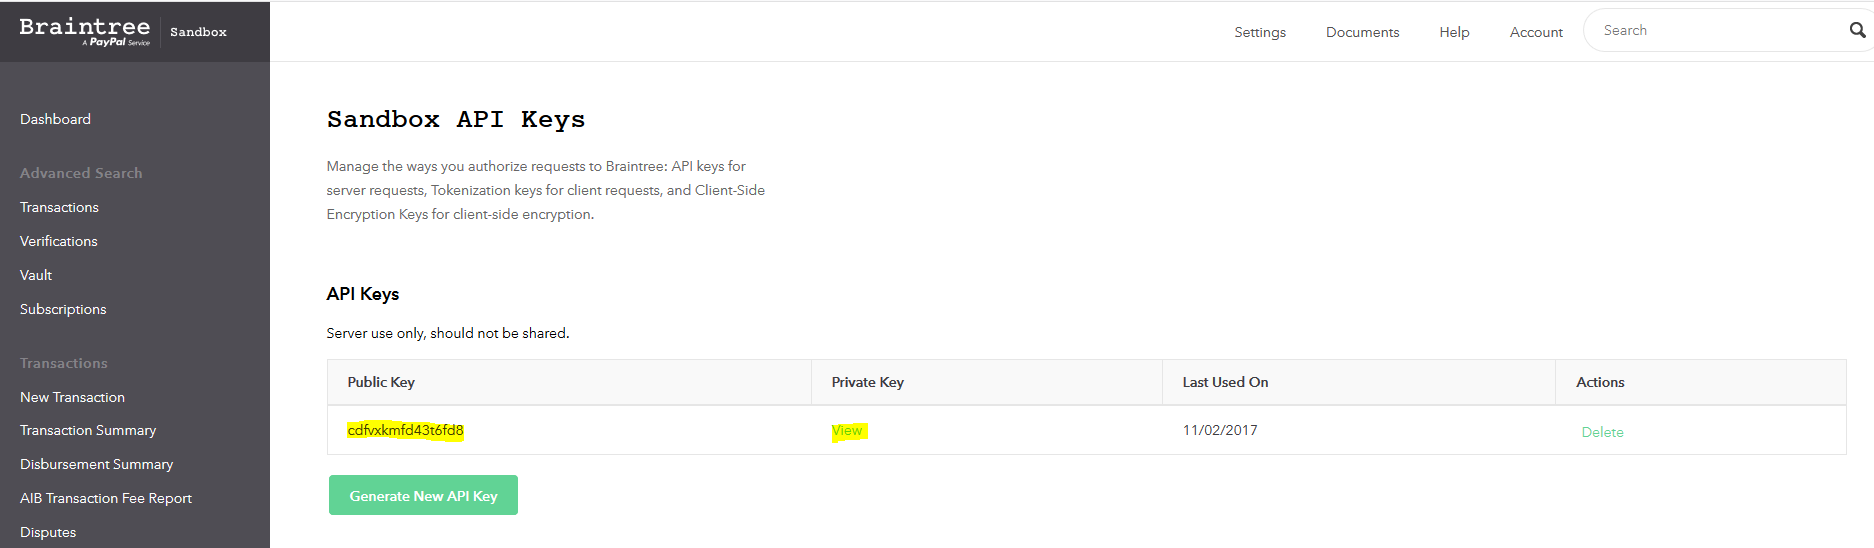 Braintree
A PayPal Service
Sandbox
Settings
Documents
Help
Account
Search
Dashboard
Advanced Search
Transactions
Verifications
Vault
Subscriptions
Transactions
New Transaction
Transaction Summary
Disbursement Summary
AIB Transaction Fee Report
Disputes
Sandbox API Keys
Manage the ways you authorize requests to Braintree: API keys for
server requests, Tokenization keys for client requests, and Client-Side
Encryption Keys for client-side encryption.
API Keys
Server use only, should not be shared.
Public Key Private Key Last Used On Actions
cdfvxkmfd43t6fd8 View 11/02/2017 Delete
Generate New API Key